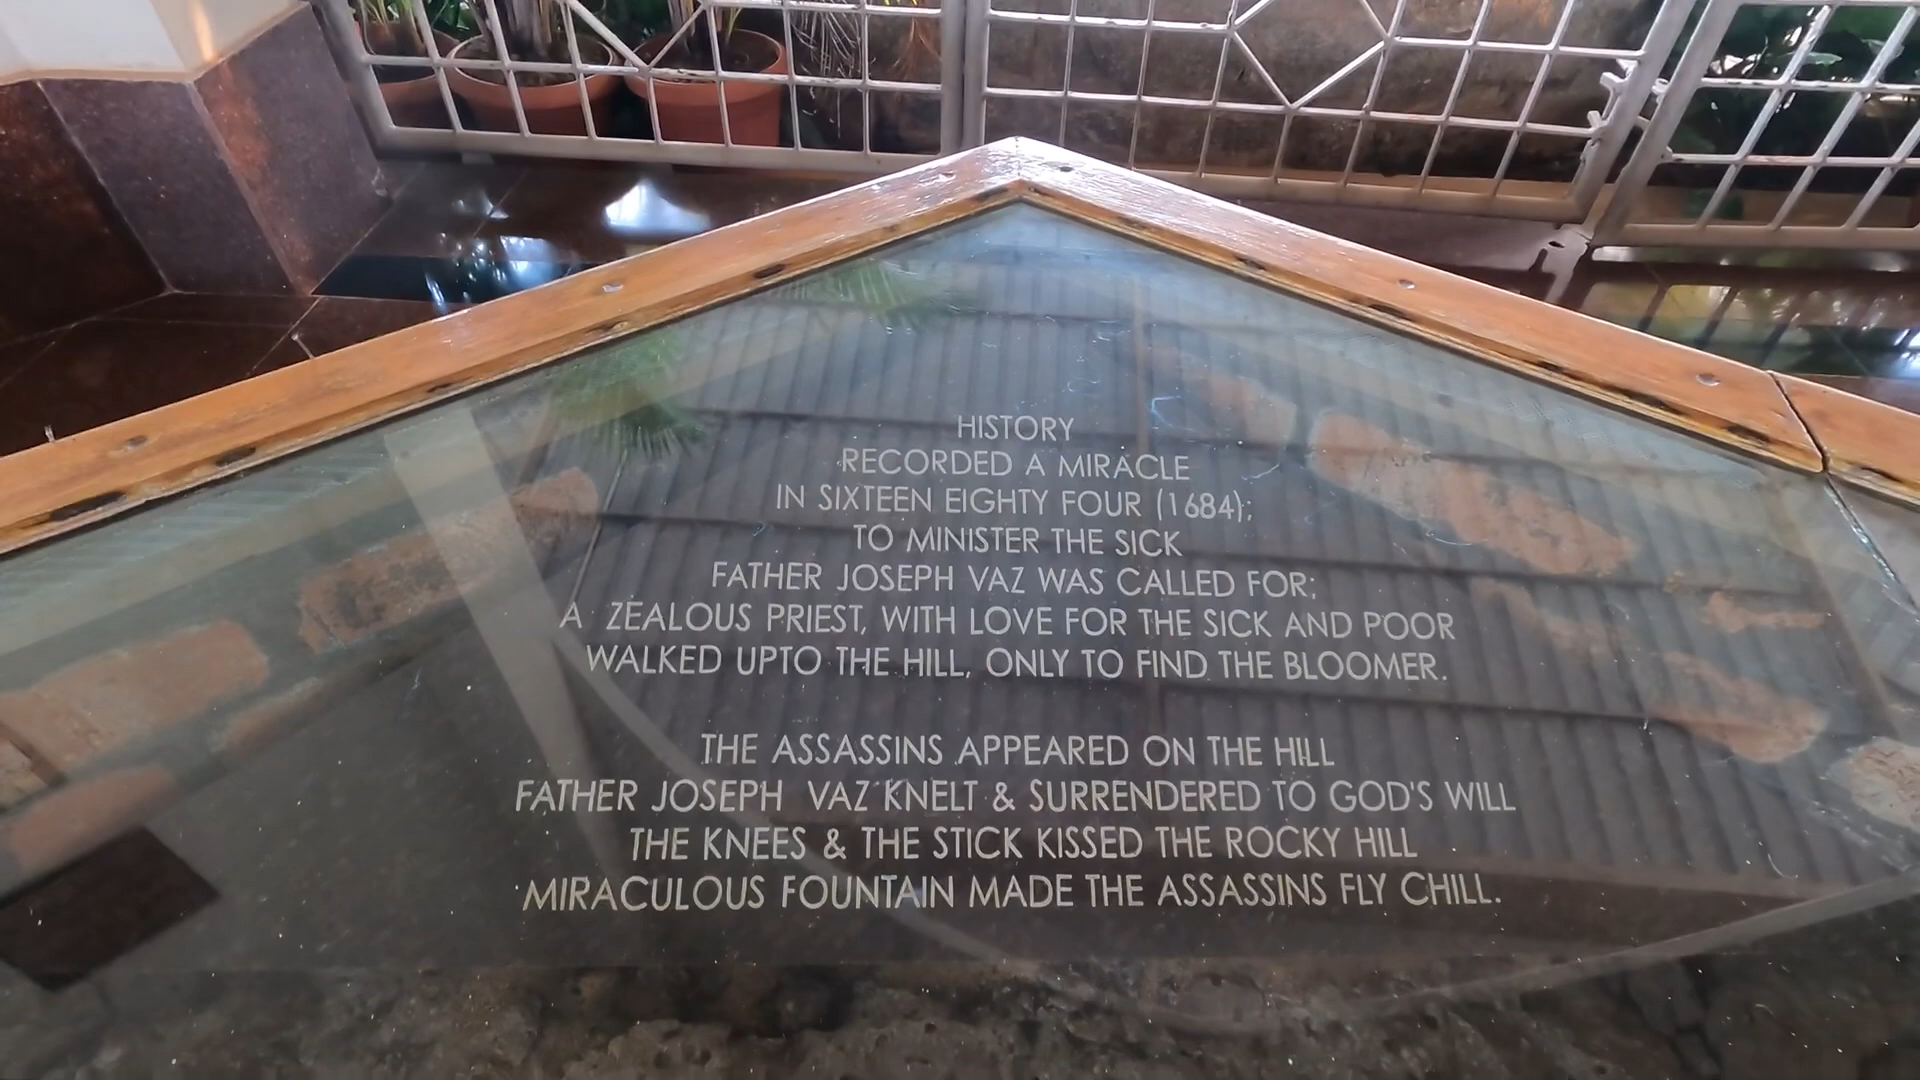 HISTORY
RECORDED A MIRACLE
IN SIXTEEN EIGHTY FOUR (1684);
TO MINISTER THE SICK
FATHER JOSEPH VAZ WAS CALLED FOR;
A ZEALOUS PRIEST, WITH LOVE FOR THE SICK AND POOR
WALKED UPTO THE HILL, ONLY TO FIND THE BLOOMER.
THE ASSASSINS APPEARED ON THE HILL
FATHER JOSEPH VAZ KNELT & SURRENDERED TO GOD'S WILL
THE KNEES & THE STICK KISSED THE ROCKY HILL
MIRACULOUS FOUNTAIN MADE THE ASSASSINS FLY CHILL.